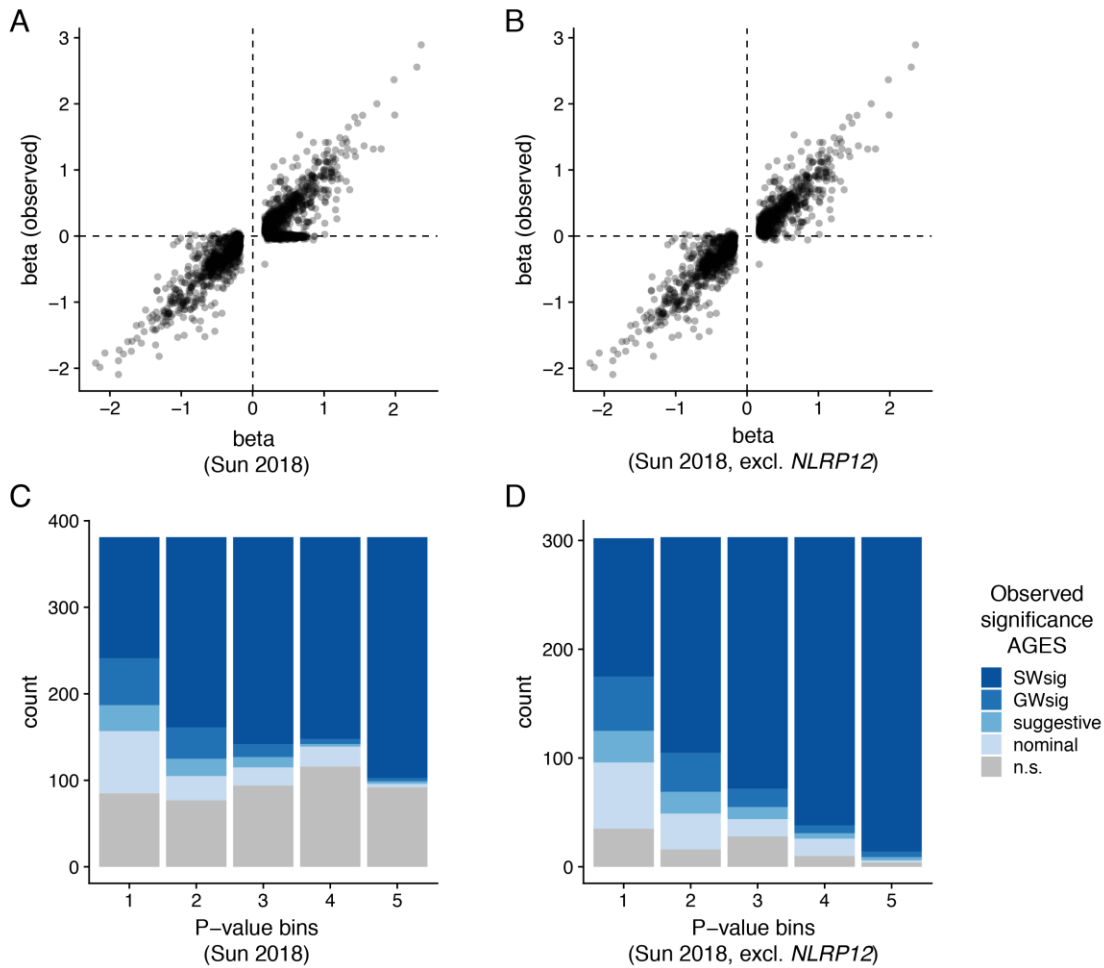 A
B
3
2
1
0
−1
−2
beta (observed)
−2 −1 0 1 2
beta
(Sun 2018)
3
2
1
0
−1
−2
beta (observed)
−2 −1 0 1 2
beta
(Sun 2018, excl. NLRP12)
C
D
400
300
200
100
0
count
1 2 3 4 5
P−value bins
(Sun 2018)
300
200
100
0
count
1 2 3 4 5
P−value bins
(Sun 2018, excl. NLRP12)
Observed
significance
AGES
SWsig
GWsig
suggestive
nominal
n.s.